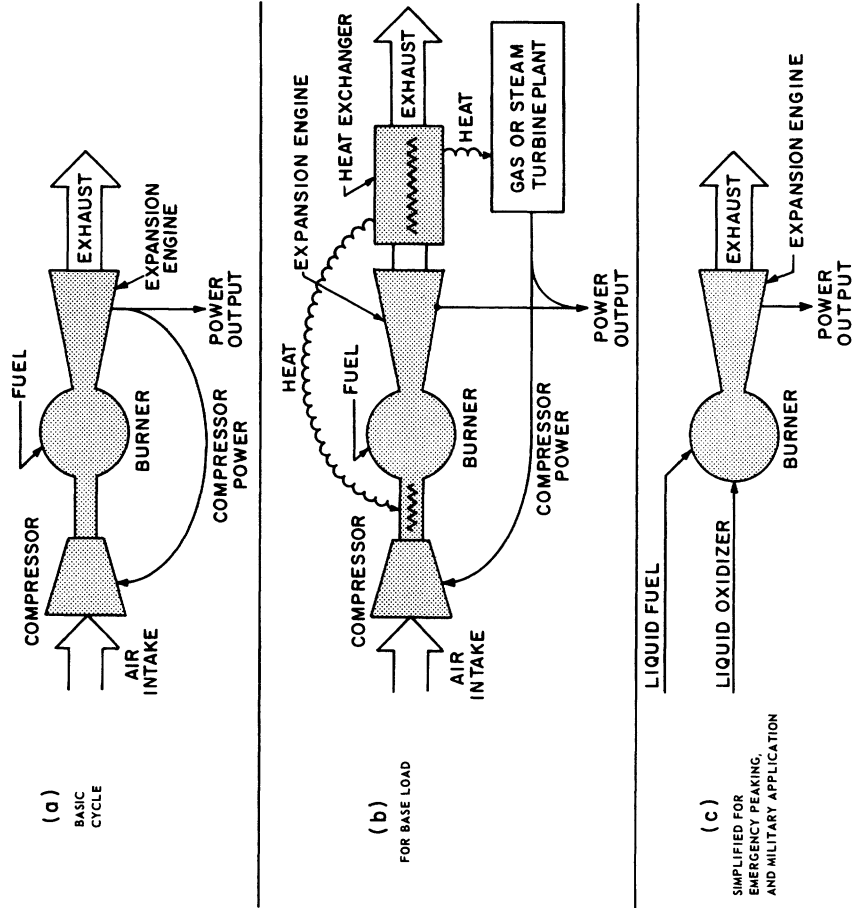 (a)
BASIC
CYCLE
AIR
INTAKE
COMPRESSOR
FUEL
BURNER
COMPRESSOR
POWER
EXHAUST
EXPANSION
ENGINE
POWER
OUTPUT
(b)
FOR BASE LOAD
AIR
INTAKE
COMPRESSOR
HEAT
FUEL
BURNER
COMPRESSOR
POWER
EXPANSION ENGINE
HEAT EXCHANGER
EXHAUST
HEAT
GAS OR STEAM
TURBINE PLANT
POWER
OUTPUT
(c)
SIMPLIFIED FOR
EMERGENCY PEAKING,
AND MILITARY APPLICATION
LIQUID FUEL
LIQUID OXIDIZER
BURNER
EXHAUST
EXPANSION ENGINE
POWER
OUTPUT